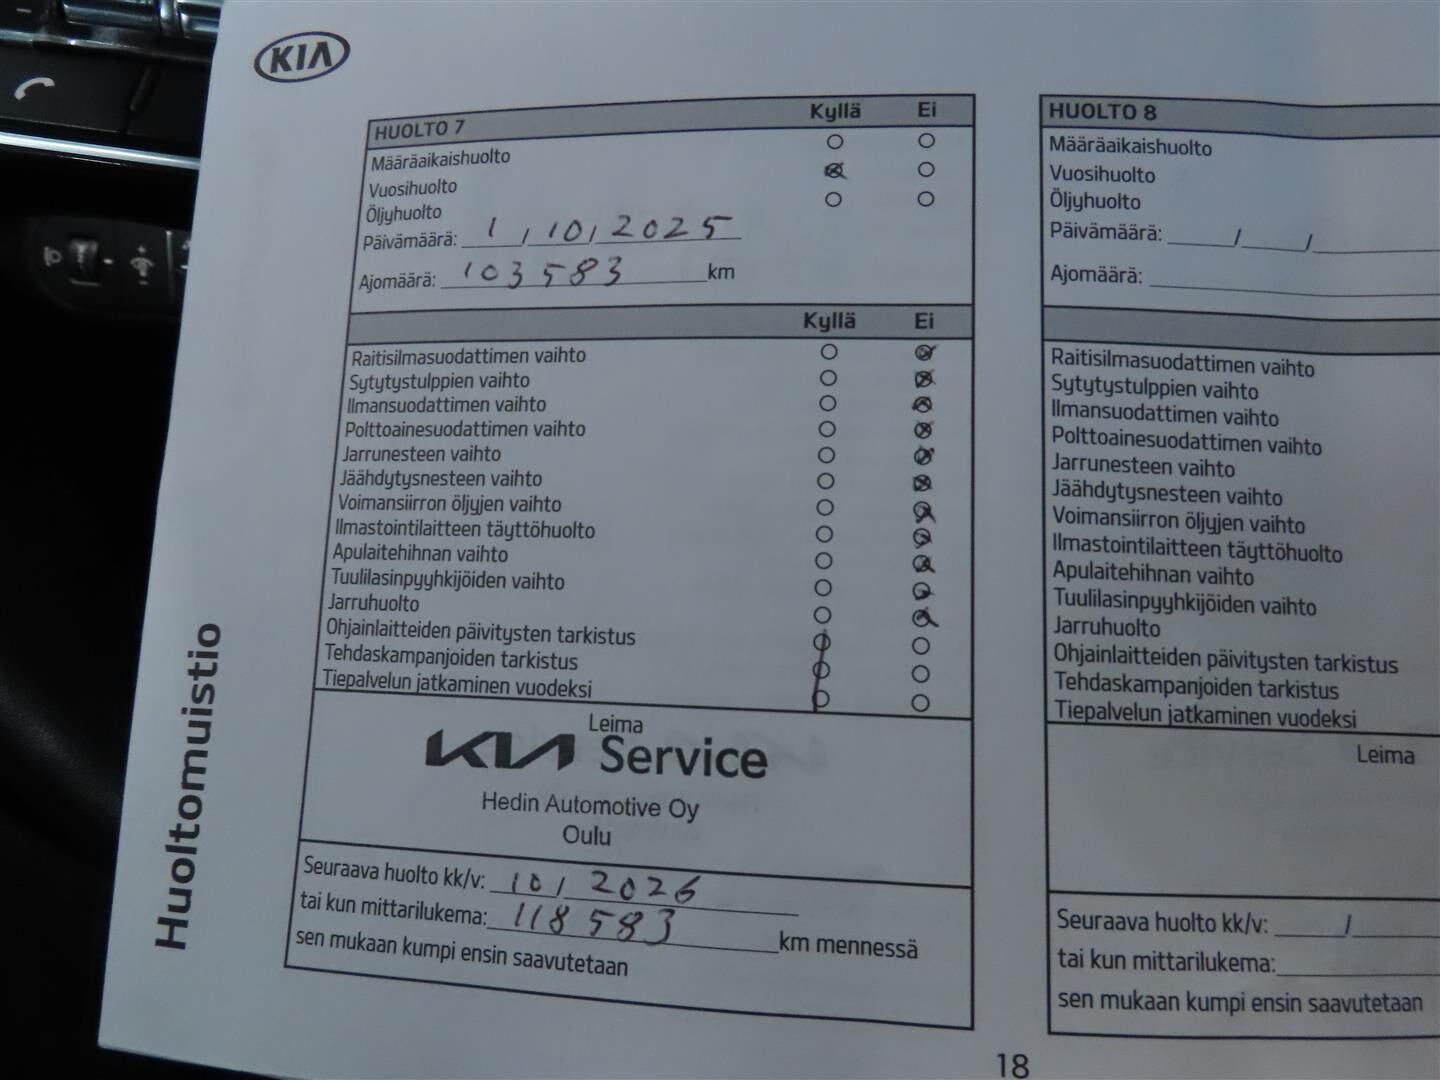 KIA
HUOLTO 7 Kyllä Ei
Määräaikaishuolto
Vuosihuolto
Öljyhuolto
Päivämäärä: 1 / 10 / 2025
Ajomäärä: 103583 km
Kyllä Ei
Raitisilmasuodattimen vaihto
Sytytystulppien vaihto
Ilmansuodattimen vaihto
Polttoainesuodattimen vaihto
Jarrunesteen vaihto
Jäähdytysnesteen vaihto
Voimansiirron öljyjen vaihto
Ilmastointilaitteen täyttöhuolto
Apulaitehihnan vaihto
Tuulilasinpyyhkijöiden vaihto
Jarruhuolto
Ohjainlaitteiden päivitysten tarkistus
Tehdaskampanjoiden tarkistus
Tiepalvelun jatkaminen vuodeksi
Leima
KIA Service
Hedin Automotive Oy
Oulu
Seuraava huolto kk/v: 10 / 2026
tai kun mittarilukema: 118583 km mennessä
sen mukaan kumpi ensin saavutetaan
Huoltomuistio
HUOLTO 8
Määräaikaishuolto
Vuosihuolto
Öljyhuolto
Päivämäärä: / /
Ajomäärä:
Raitisilmasuodattimen vaihto
Sytytystulppien vaihto
Ilmansuodattimen vaihto
Polttoainesuodattimen vaihto
Jarrunesteen vaihto
Jäähdytysnesteen vaihto
Voimansiirron öljyjen vaihto
Ilmastointilaitteen täyttöhuolto
Apulaitehihnan vaihto
Tuulilasinpyyhkijöiden vaihto
Jarruhuolto
Ohjainlaitteiden päivitysten tarkistus
Tehdaskampanjoiden tarkistus
Tiepalvelun jatkaminen vuodeksi
Leima
Seuraava huolto kk/v: /
tai kun mittarilukema:
sen mukaan kumpi ensin saavutetaan
18